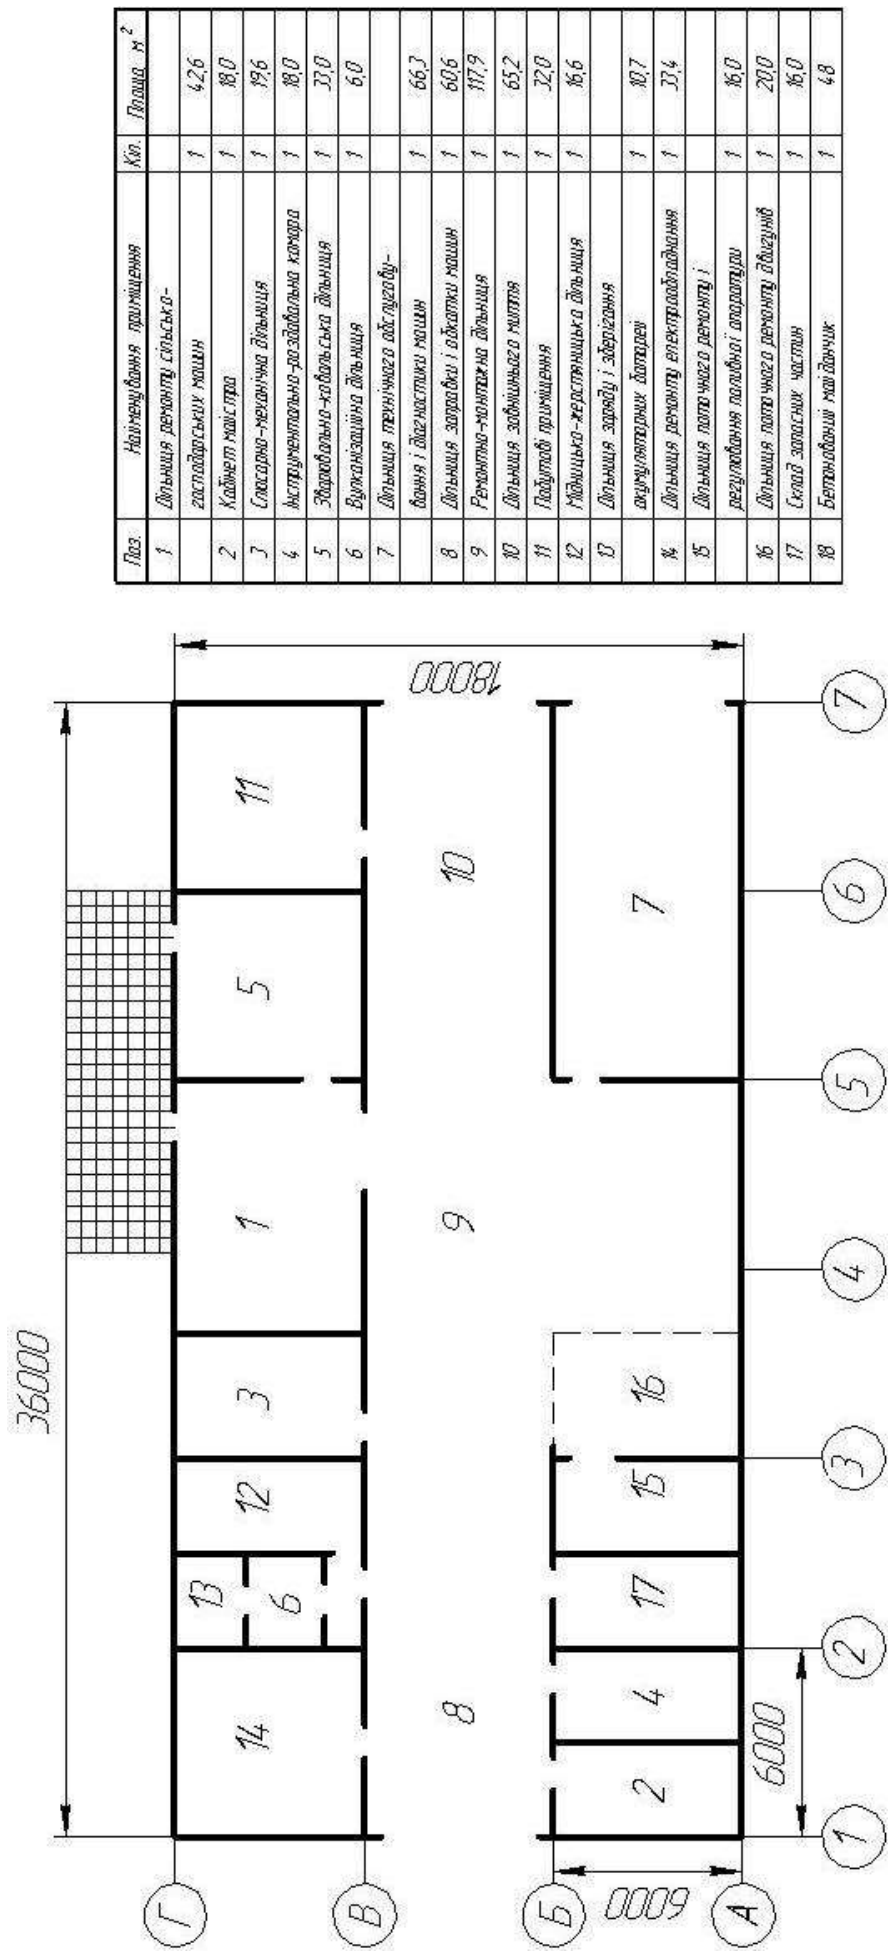 Поз. Найменування приміщення Кіл. Площа, м²
1 Дільниця ремонту сільсько-
господарських машин 1 42,6
2 Кабінет майстра 1 18,0
3 Слюсарно-механічна дільниця 1 19,6
4 Інструментально-роздавальна комора 1 18,0
5 Зварювально-ковальська дільниця 1 33,0
6 Вулканізаційна дільниця 1 6,0
7 Дільниця технічного обслугову-
вання і діагностики машин 1 66,3
8 Дільниця заправки і обкатки машин 1 60,6
9 Ремонтно-монтажна дільниця 1 117,9
10 Дільниця зовнішнього миття 1 65,2
11 Побутові приміщення 1 32,0
12 Мідницько-жерстяницька дільниця 1 16,6
13 Дільниця заряду і зберігання
акумуляторних батарей 1 10,7
14 Дільниця ремонту електрообладнання 1 33,4
15 Дільниця поточного ремонту і
регулювання паливної апаратури 1 16,0
16 Дільниця поточного ремонту двигунів 1 20,0
17 Склад запасних частин 1 16,0
18 Бетонований майданчик 1 48
36000
14 13 6 12 3 1 5 11
8 9 10
2 4 17 15 16 7
18000
6000
6000
Г
В
Б
А
1 2 3 4 5 6 7